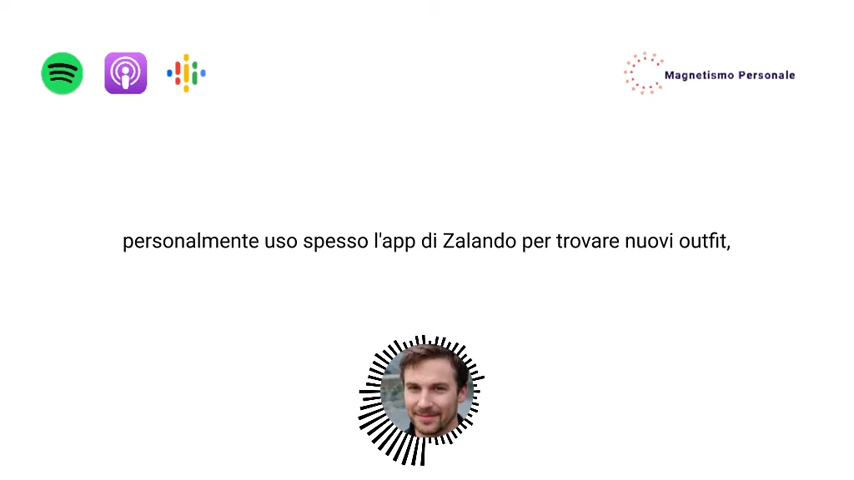 Magnetismo Personale
personalmente uso spesso l'app di Zalando per trovare nuovi outfit,